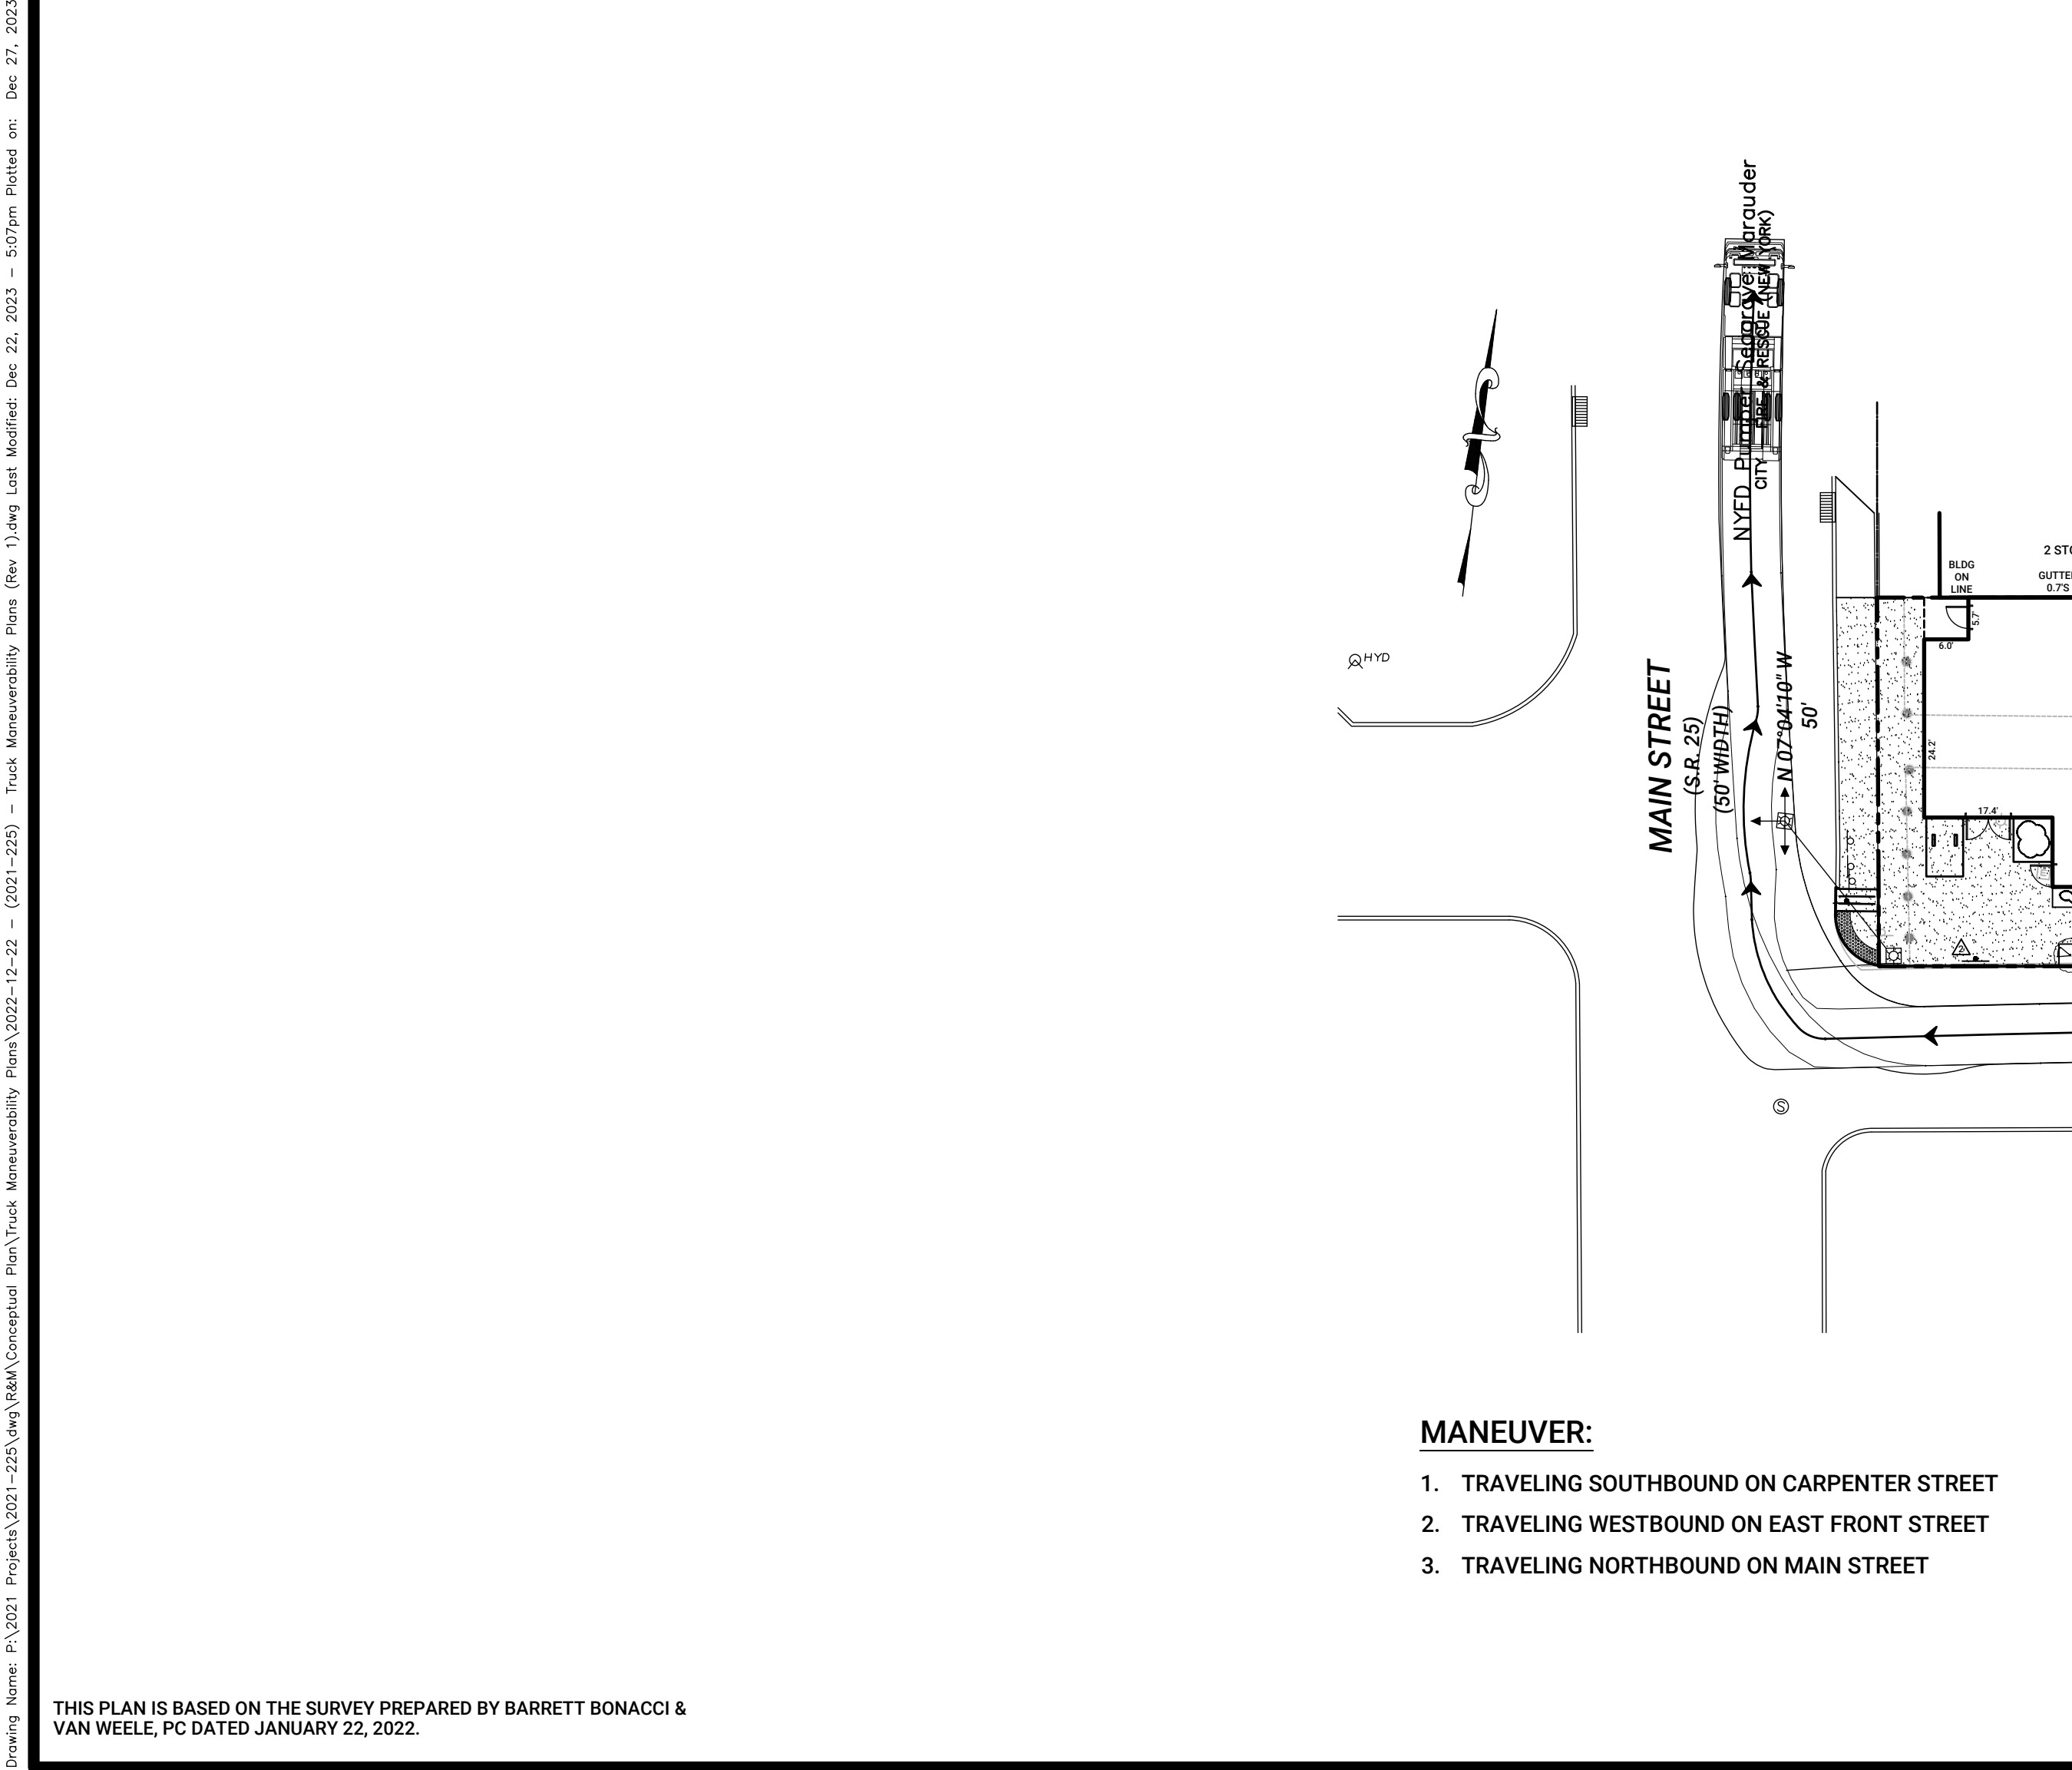 Drawing Name: P:\2021 Projects\2021-225\dwg\R&M\Conceptual Plan\Truck Maneuverability Plans\2022-12-22 - (2021-225) - Truck Maneuverability Plans (Rev 1).dwg Last Modified: Dec 22, 2023 - 5:07pm Plotted on: Dec 27, 2023
NYFD Pumper Seagrave Marauder
CITY FIRE & RESCUE (NEW YORK)
HYD
MAIN STREET
(S.R. 25)
(50' WIDTH)
N 07°04'10" W
50'
2 STO
BLDG
ON
LINE
GUTTE
0.7'S
5.7'
6.0'
24.2'
17.4'
2
S
MANEUVER:
1. TRAVELING SOUTHBOUND ON CARPENTER STREET
2. TRAVELING WESTBOUND ON EAST FRONT STREET
3. TRAVELING NORTHBOUND ON MAIN STREET
THIS PLAN IS BASED ON THE SURVEY PREPARED BY BARRETT BONACCI &
VAN WEELE, PC DATED JANUARY 22, 2022.